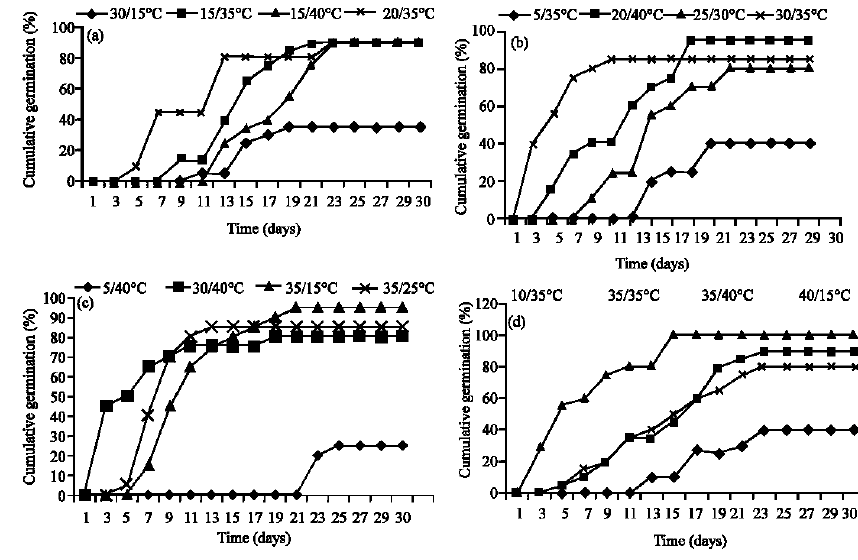 30/15°C 15/35°C 15/40°C 20/35°C
(a)
Cumulative germination (%)
100
80
60
40
20
0
1 3 5 7 9 11 13 15 17 19 21 23 25 27 29 30
Time (days)
5/35°C 20/40°C 25/30°C 30/35°C
(b)
Cumulative germination (%)
100
80
60
40
20
0
1 3 5 7 9 11 13 15 17 19 21 23 25 27 29 30
Time (days)
5/40°C 30/40°C 35/15°C 35/25°C
(c)
Cumulative germination (%)
100
90
80
70
60
50
40
30
20
10
0
1 3 5 7 9 11 13 15 17 19 21 23 25 27 29 30
Time (days)
10/35°C 35/35°C 35/40°C 40/15°C
(d)
Cumulative germination (%)
120
100
80
60
40
20
0
1 3 5 7 9 11 13 15 17 19 21 23 25 27 29 30
Time (days)